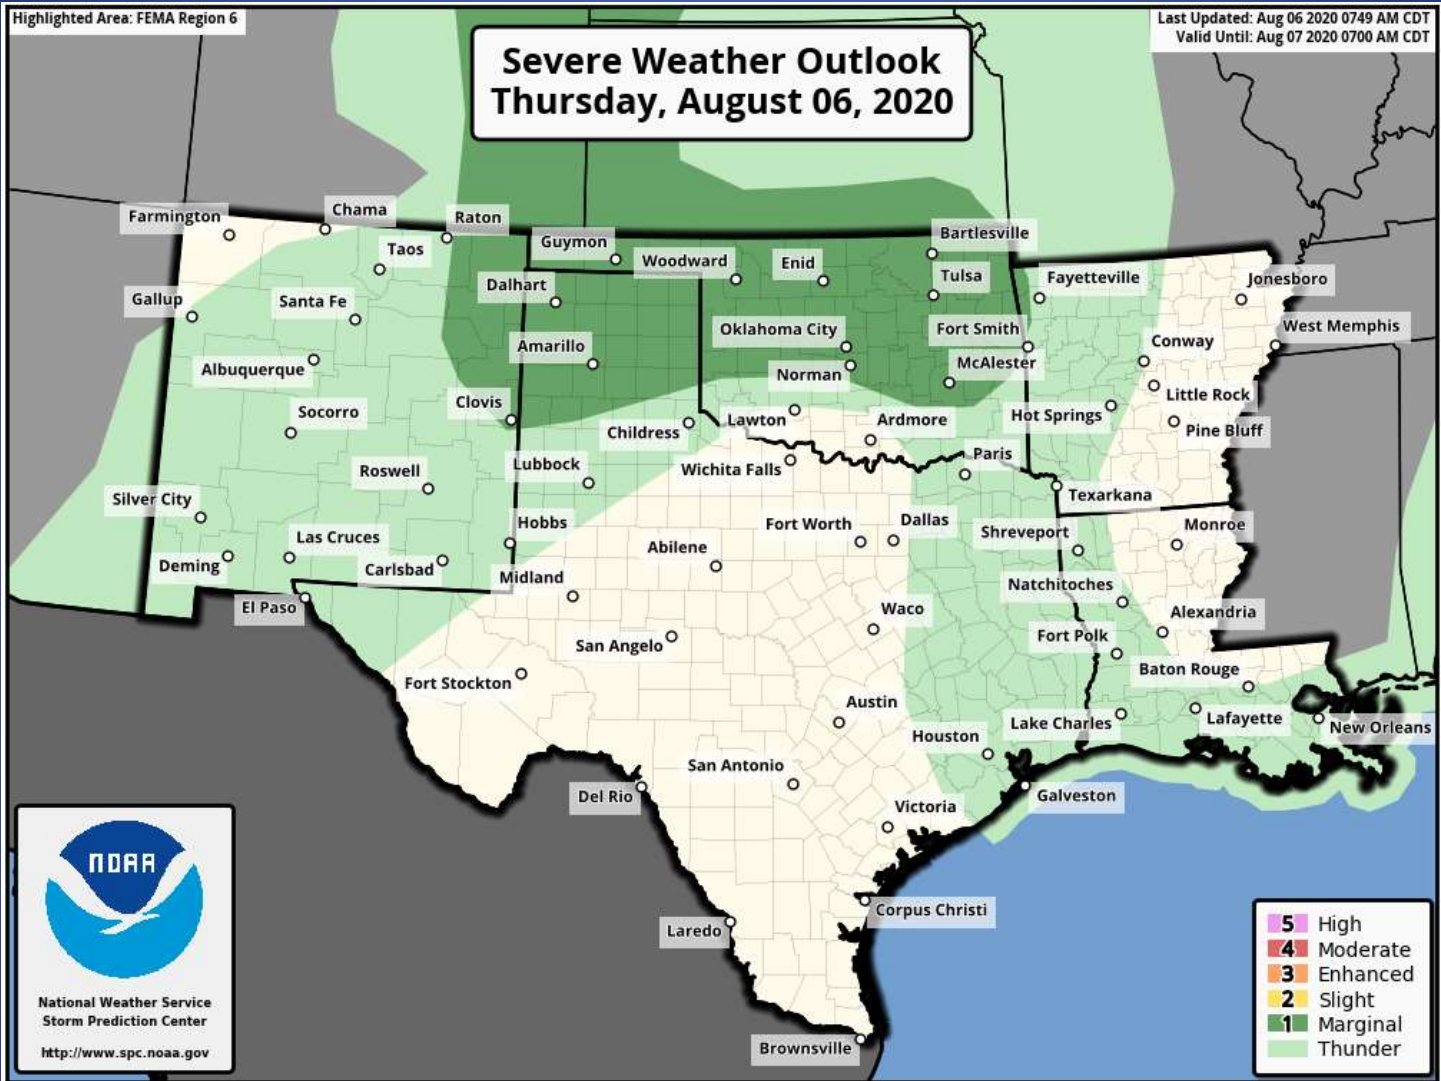 Highlighted Area: FEMA Region 6
Last Updated: Aug 06 2020 0749 AM CDT
Valid Until: Aug 07 2020 0700 AM CDT
Severe Weather Outlook
Thursday, August 06, 2020
Farmington
Chama
Raton
Taos
Guymon
Woodward
Enid
Bartlesville
Tulsa
Fayetteville
Jonesboro
Gallup
Santa Fe
Dalhart
Oklahoma City
Fort Smith
West Memphis
Albuquerque
Amarillo
Norman
McAlester
Conway
Little Rock
Socorro
Clovis
Childress
Lawton
Ardmore
Hot Springs
Pine Bluff
Roswell
Lubbock
Wichita Falls
Paris
Texarkana
Silver City
Hobbs
Fort Worth
Dallas
Shreveport
Monroe
Deming
Las Cruces
Carlsbad
Midland
Abilene
Natchitoches
El Paso
San Angelo
Waco
Fort Polk
Alexandria
Fort Stockton
Austin
Baton Rouge
Houston
Lake Charles
Lafayette
New Orleans
San Antonio
Del Rio
Victoria
Galveston
Laredo
Corpus Christi
Brownsville
NOAA
National Weather Service
Storm Prediction Center
http://www.spc.noaa.gov
5 High
4 Moderate
3 Enhanced
2 Slight
1 Marginal
Thunder